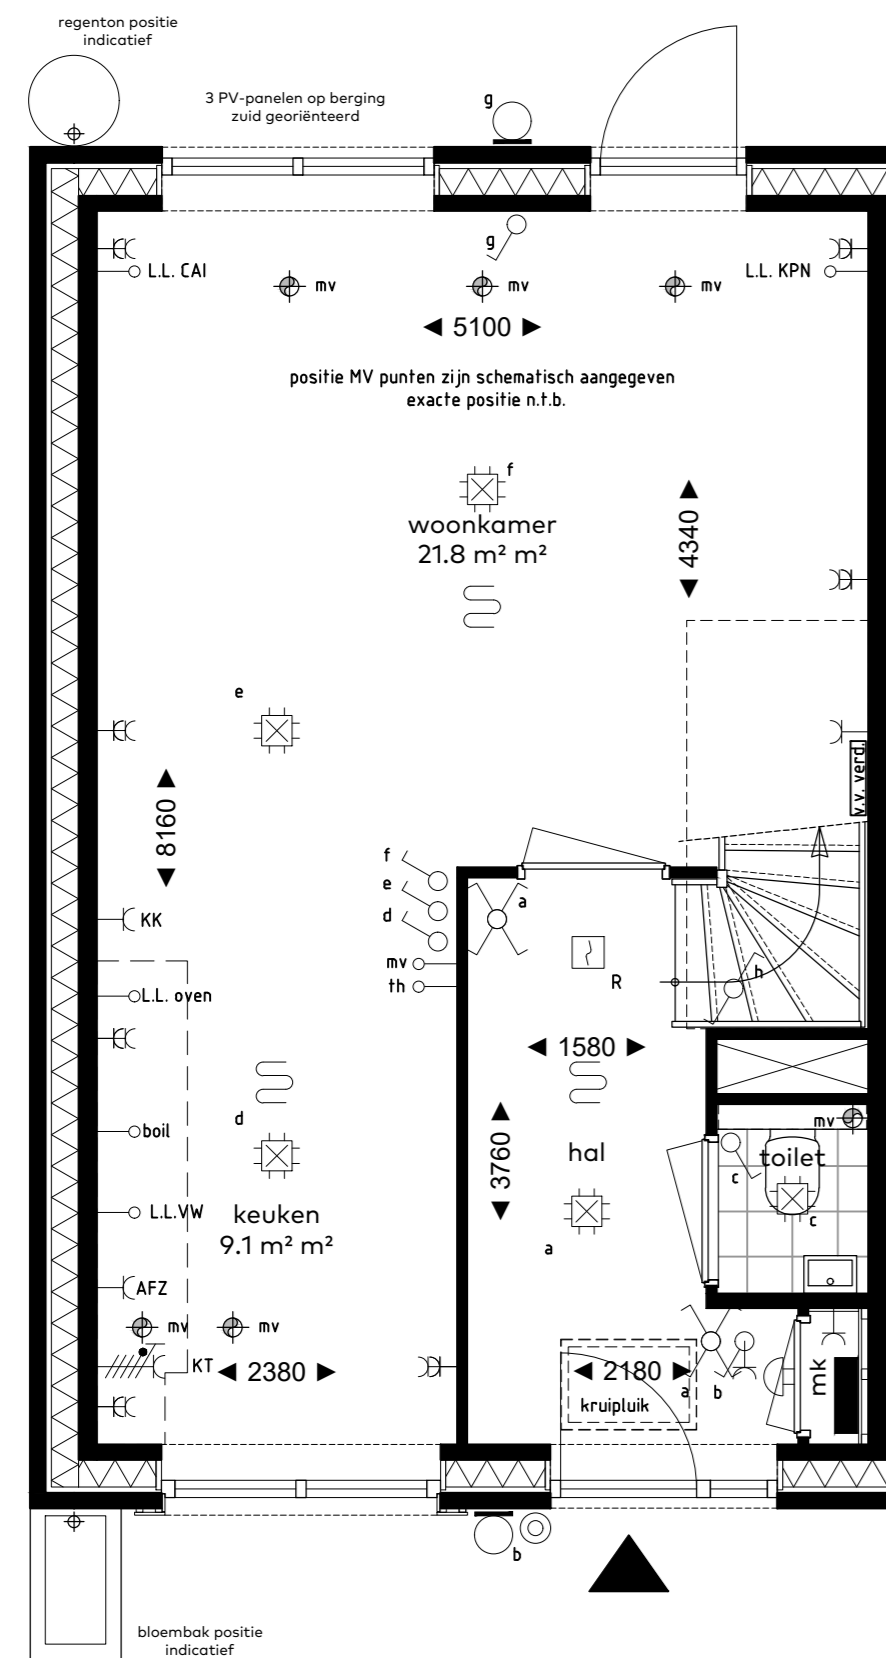 regenton positie
indicatief
3 PV-panelen op berging
zuid georiënteerd
g
g
L.L. CAI
mv
mv
mv
L.L. KPN
5100
positie MV punten zijn schematisch aangegeven
exacte positie n.t.b.
f
woonkamer
21.8 m² m²
4340
e
v.v. verd.
8160
f
e
d
a
KK
mv
th
R
h
L.L. oven
1580
d
boil
3760
hal
mv
toilet
c
c
L.L.VW
keuken
9.1 m² m²
a
AFZ
mv
mv
KT
2380
2180
a
b
mk
kruipluik
b
bloembak positie
indicatief